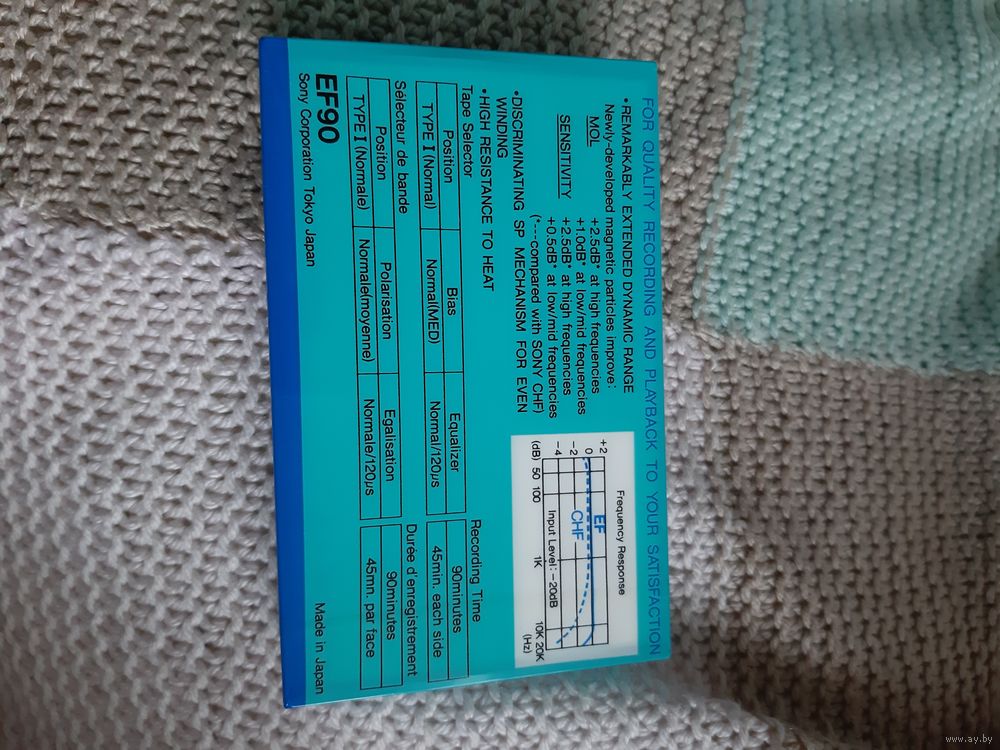 FOR QUALITY RECORDING AND PLAYBACK TO YOUR SATISFACTION
•REMARKABLY EXTENDED DYNAMIC RANGE
Newly-developed magnetic particles improve:
MOL +2.5dB* at high frequencies
+1.0dB* at low/mid frequencies
SENSITIVITY +2.5dB* at high frequencies
+0.5dB* at low/mid frequencies
(*---compared with SONY CHF)
•DISCRIMINATING SP MECHANISM FOR EVEN
WINDING
•HIGH RESISTANCE TO HEAT
Frequency Response
+2
0
-2
-4
(dB) 50 100 1K 10K 20K
(Hz)
EF
CHF
Input Level: -20dB
Tape Selector
Position Bias Equalizer
TYPE I (Normal) Normal(MED) Normal/120μs
Recording Time
90minutes
45min. each side
Sélecteur de bande
Position Polarisation Egalisation
TYPE I (Normale) Normale(moyenne) Normale/120μs
Durée d'enregistrement
90minutes
45mn. par face
EF90
Sony Corporation Tokyo Japan
Made in Japan
www.ay.by